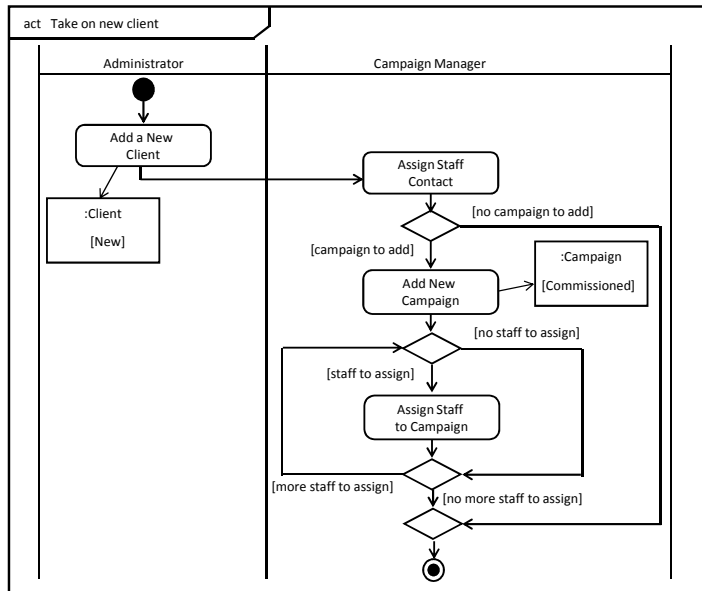 act Take on new client
Administrator
Campaign Manager
Add a New
Client
:Client
[New]
Assign Staff
Contact
[no campaign to add]
[campaign to add]
Add New
Campaign
:Campaign
[Commissioned]
[no staff to assign]
[staff to assign]
Assign Staff
to Campaign
[more staff to assign]
[no more staff to assign]